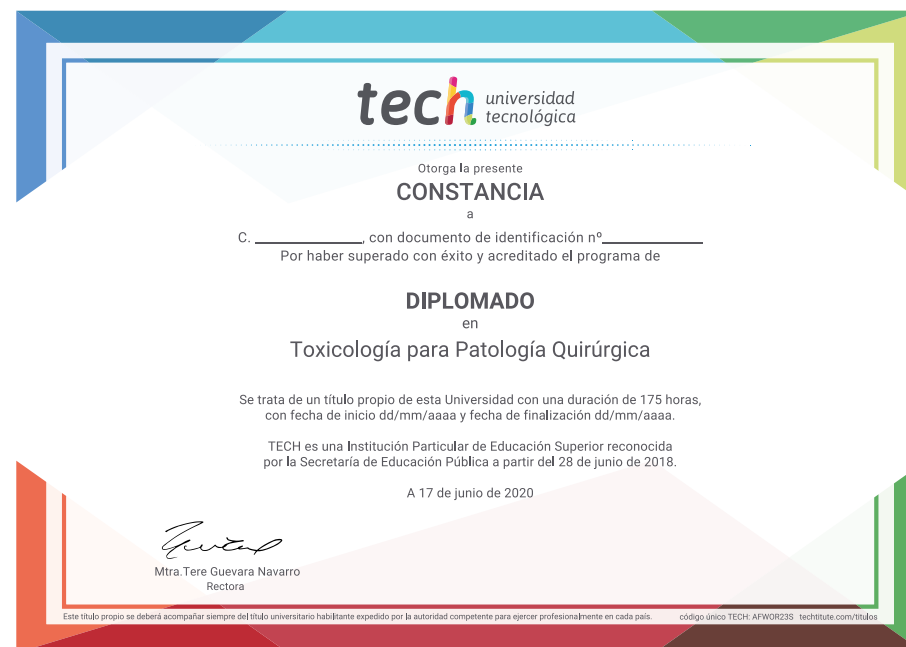 tech universidad
tecnológica
Otorga la presente
CONSTANCIA
a
C. ______________, con documento de identificación nº______________
Por haber superado con éxito y acreditado el programa de
DIPLOMADO
en
Toxicología para Patología Quirúrgica
Se trata de un título propio de esta Universidad con una duración de 175 horas,
con fecha de inicio dd/mm/aaaa y fecha de finalización dd/mm/aaaa.
TECH es una Institución Particular de Educación Superior reconocida
por la Secretaría de Educación Pública a partir del 28 de junio de 2018.
A 17 de junio de 2020
Mtra.Tere Guevara Navarro
Rectora
Este título propio se deberá acompañar siempre del título universitario habilitante expedido por la autoridad competente para ejercer profesionalmente en cada país. código único TECH: AFWOR23S techtitute.com/titulos